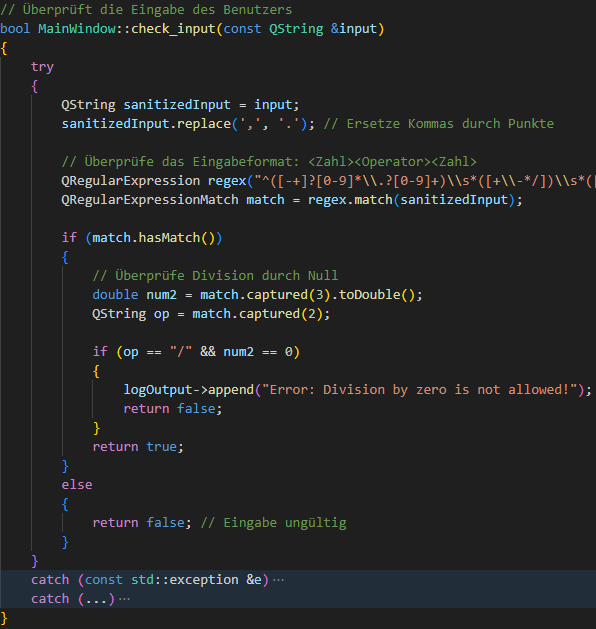 // Überprüft die Eingabe des Benutzers
bool MainWindow::check_input(const QString &input)
{
try
{
QString sanitizedInput = input;
sanitizedInput.replace(',', '.'); // Ersetze Kommas durch Punkte
// Überprüfe das Eingabeformat: <Zahl><Operator><Zahl>
QRegularExpression regex("^([-+]?[0-9]*\\.?[0-9]+)\\s*([+\\-*/])\\s*([
QRegularExpressionMatch match = regex.match(sanitizedInput);
if (match.hasMatch())
{
// Überprüfe Division durch Null
double num2 = match.captured(3).toDouble();
QString op = match.captured(2);
if (op == "/" && num2 == 0)
{
logOutput->append("Error: Division by zero is not allowed!");
return false;
}
return true;
}
else
{
return false; // Eingabe ungültig
}
}
catch (const std::exception &e)⋯
catch (...)⋯
}